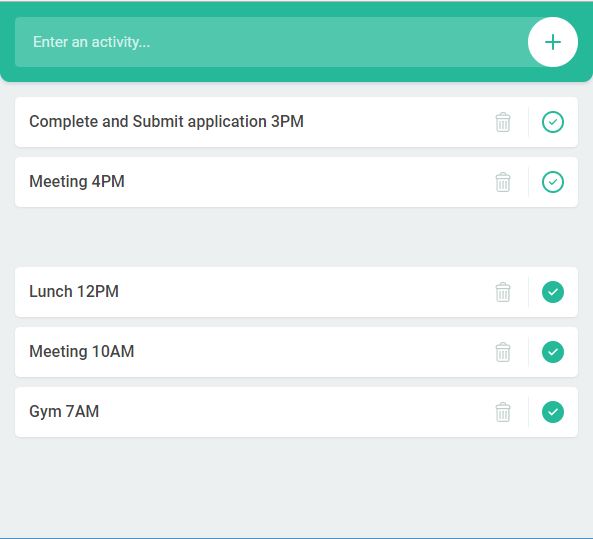 Enter an activity...
Complete and Submit application 3PM
Meeting 4PM
Lunch 12PM
Meeting 10AM
Gym 7AM